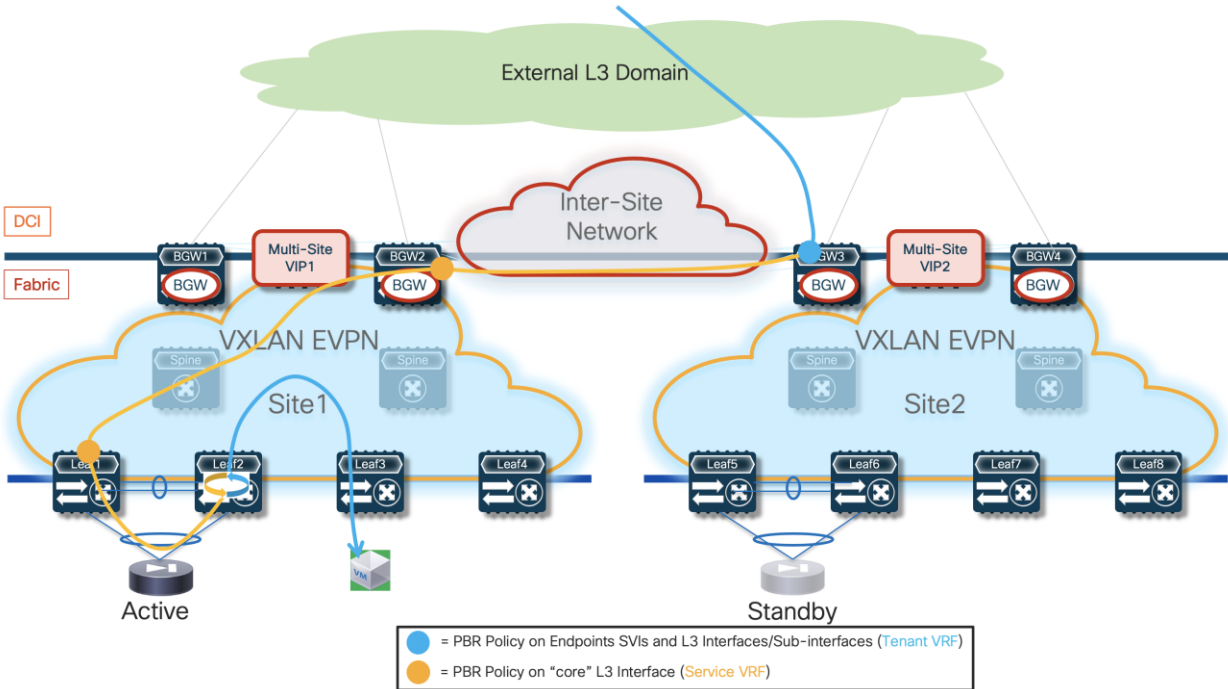 External L3 Domain
Inter-Site
Network
DCI
Fabric
BGW1
Multi-Site
VIP1
BGW2
BGW3
Multi-Site
VIP2
BGW4
BGW
BGW
BGW
BGW
VXLAN EVPN
VXLAN EVPN
Spine
Spine
Spine
Spine
Site1
Site2
Leaf1
Leaf2
Leaf3
Leaf4
Leaf5
Leaf6
Leaf7
Leaf8
VM
Active
Standby
= PBR Policy on Endpoints SVIs and L3 Interfaces/Sub-interfaces (Tenant VRF)
= PBR Policy on “core” L3 Interface (Service VRF)